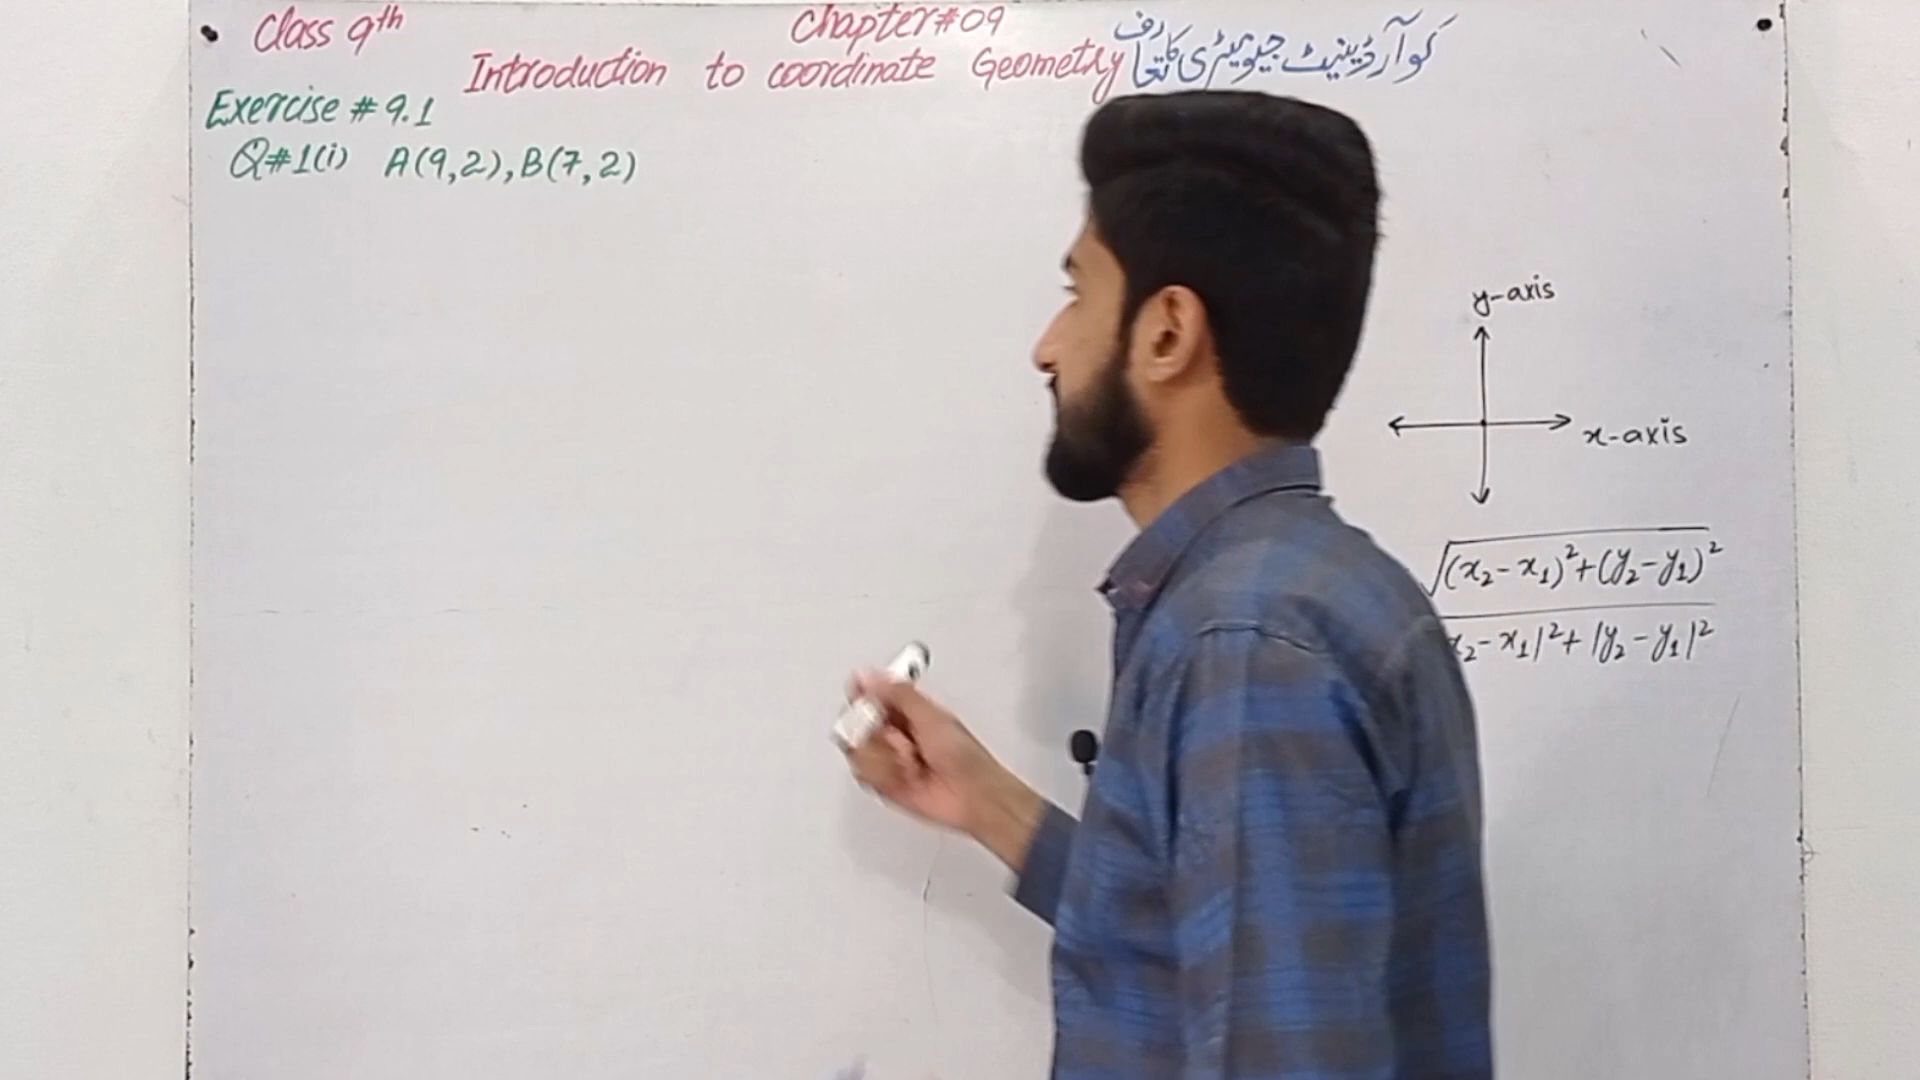 Class 9th Chapter#09
Introduction to coordinate Geometry کوآرڈینیٹ جیومیٹری کا تعارف
Exercise # 9.1
Q#1(i) A(9,2),B(7,2)
y-axis
x-axis
√(x₂-x₁)²+(y₂-y₁)²
x₂-x₁|²+|y₂-y₁|²